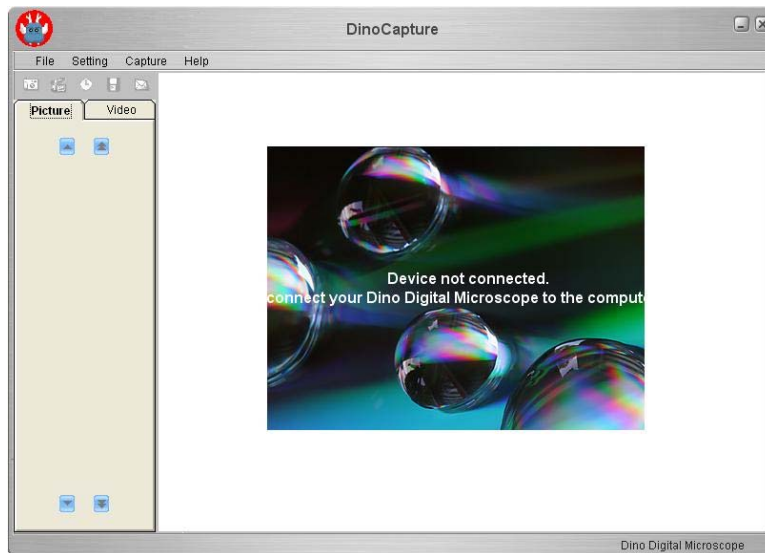 DinoCapture
File Setting Capture Help
Picture Video
Device not connected.
connect your Dino Digital Microscope to the compute
Dino Digital Microscope